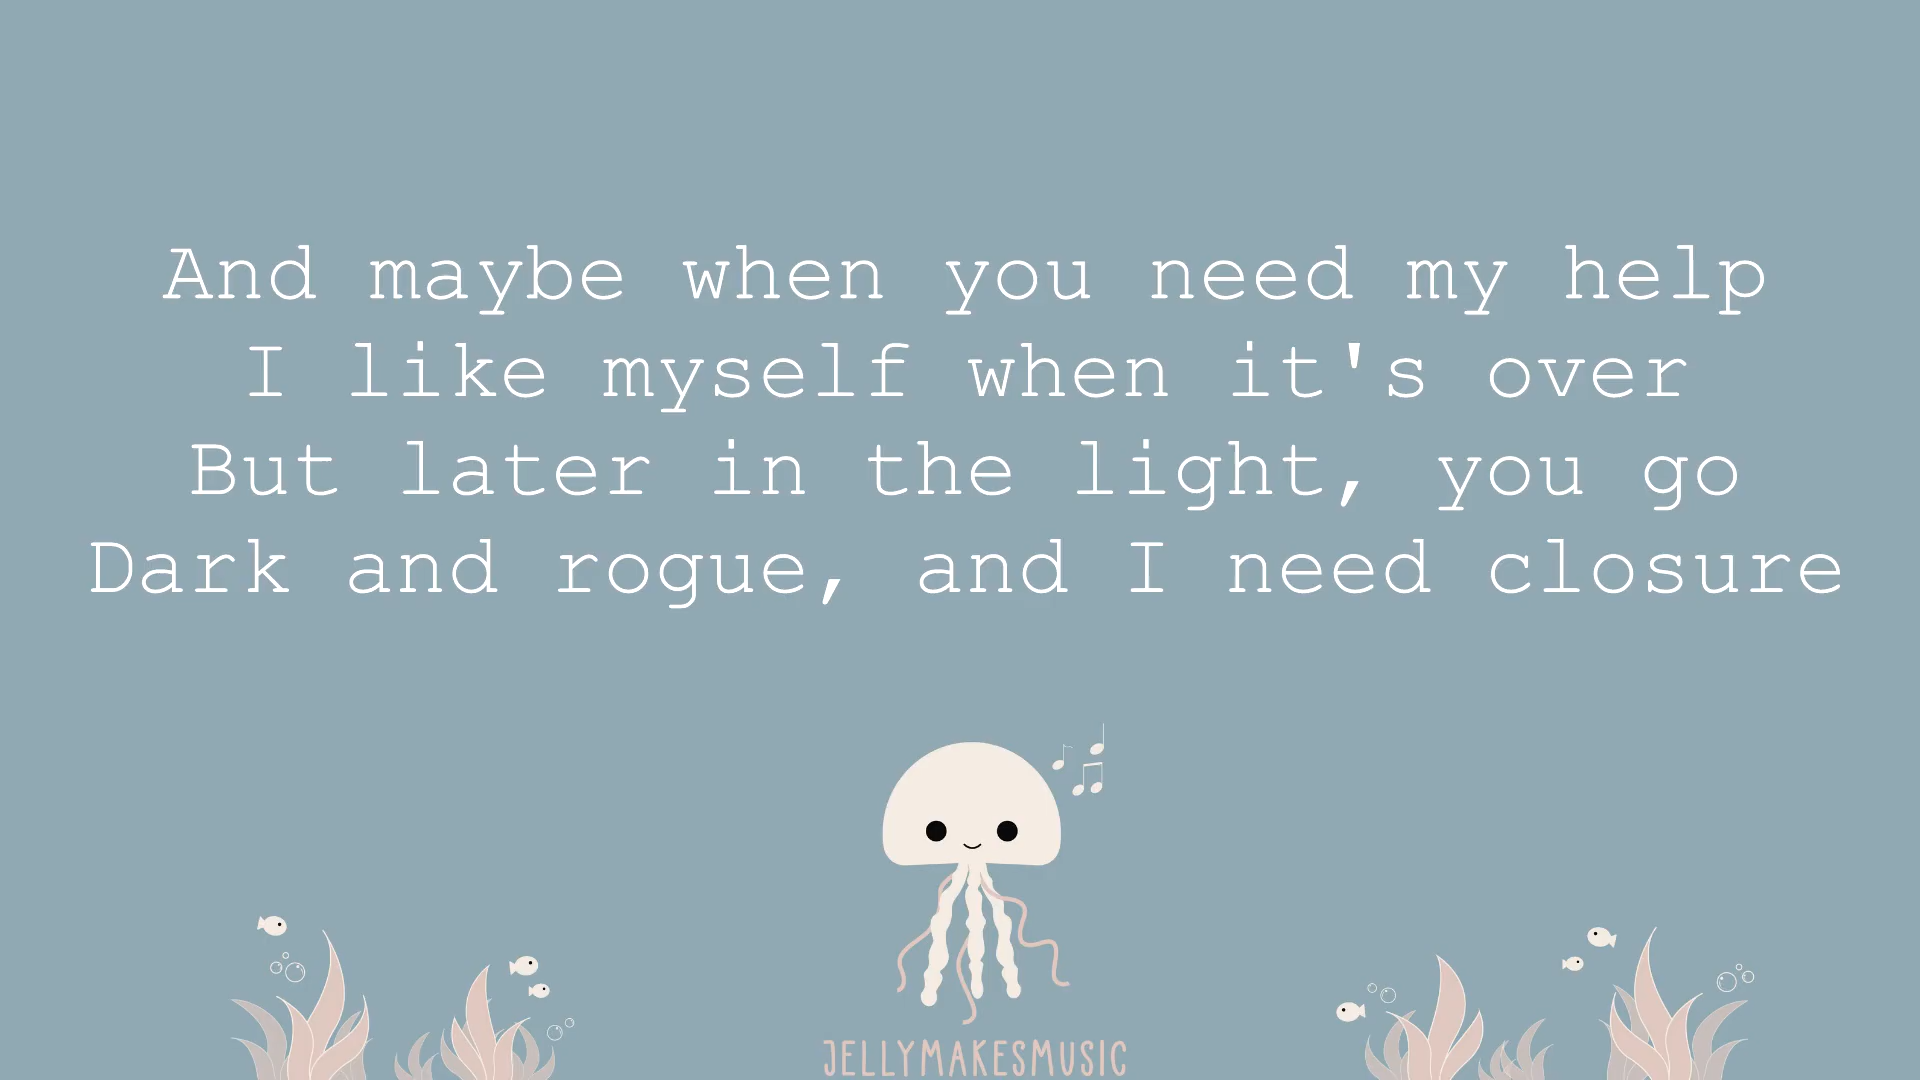 And maybe when you need my help
I like myself when it's over
But later in the light, you go
Dark and rogue, and I need closure
JELLYMAKESMUSIC